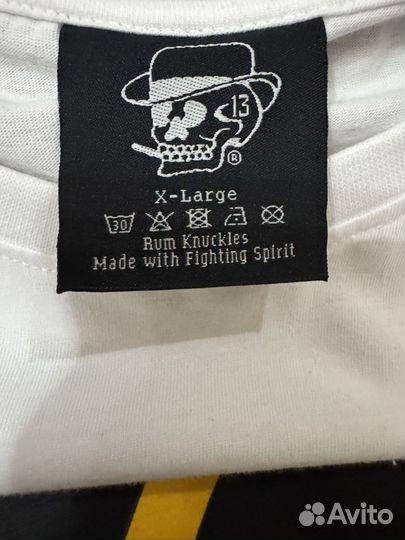 13
®
X-Large
30
Rum Knuckles
Made with Fighting Spirit
Avito